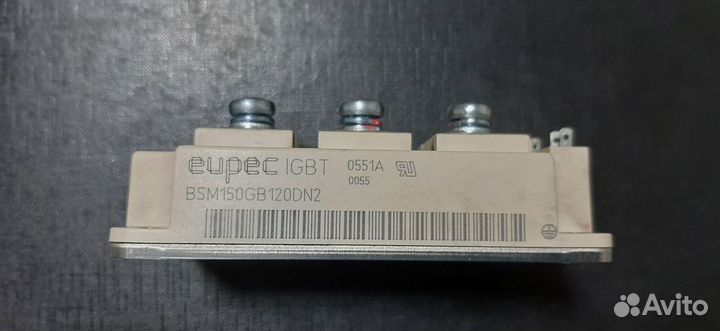 eupec IGBT 0551A
0055
BSM150GB120DN2
Avito